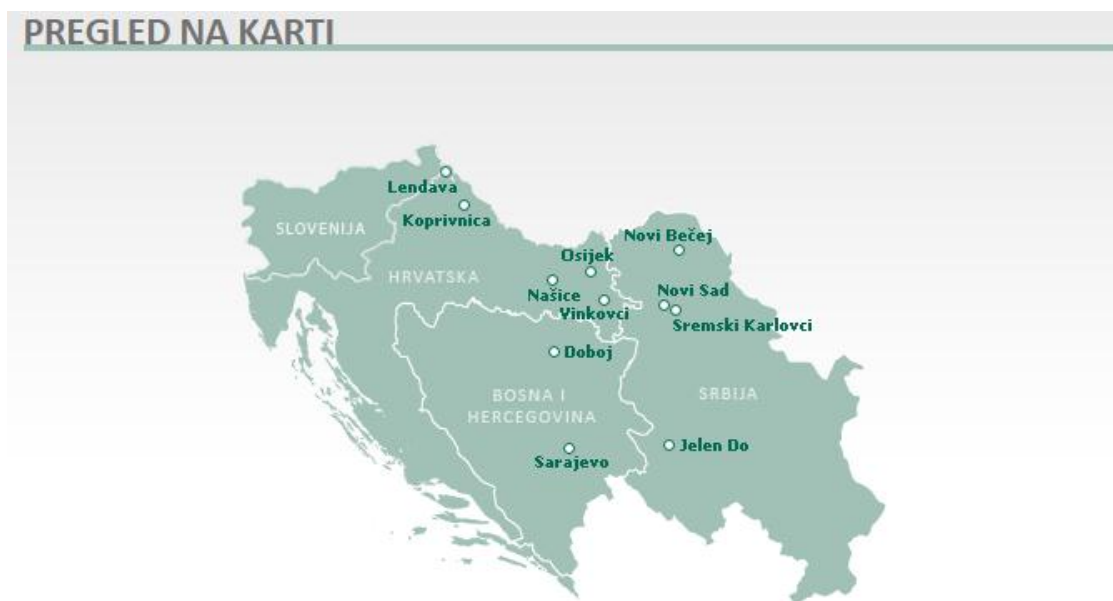 PREGLED NA KARTI
Lendava
Koprivnica
SLOVENIJA
Novi Bečej
Osijek
HRVATSKA
Našice
Novi Sad
Vinkovci
Sremski Karlovci
Doboj
BOSNA I
HERCEGOVINA
SRBIJA
Jelen Do
Sarajevo